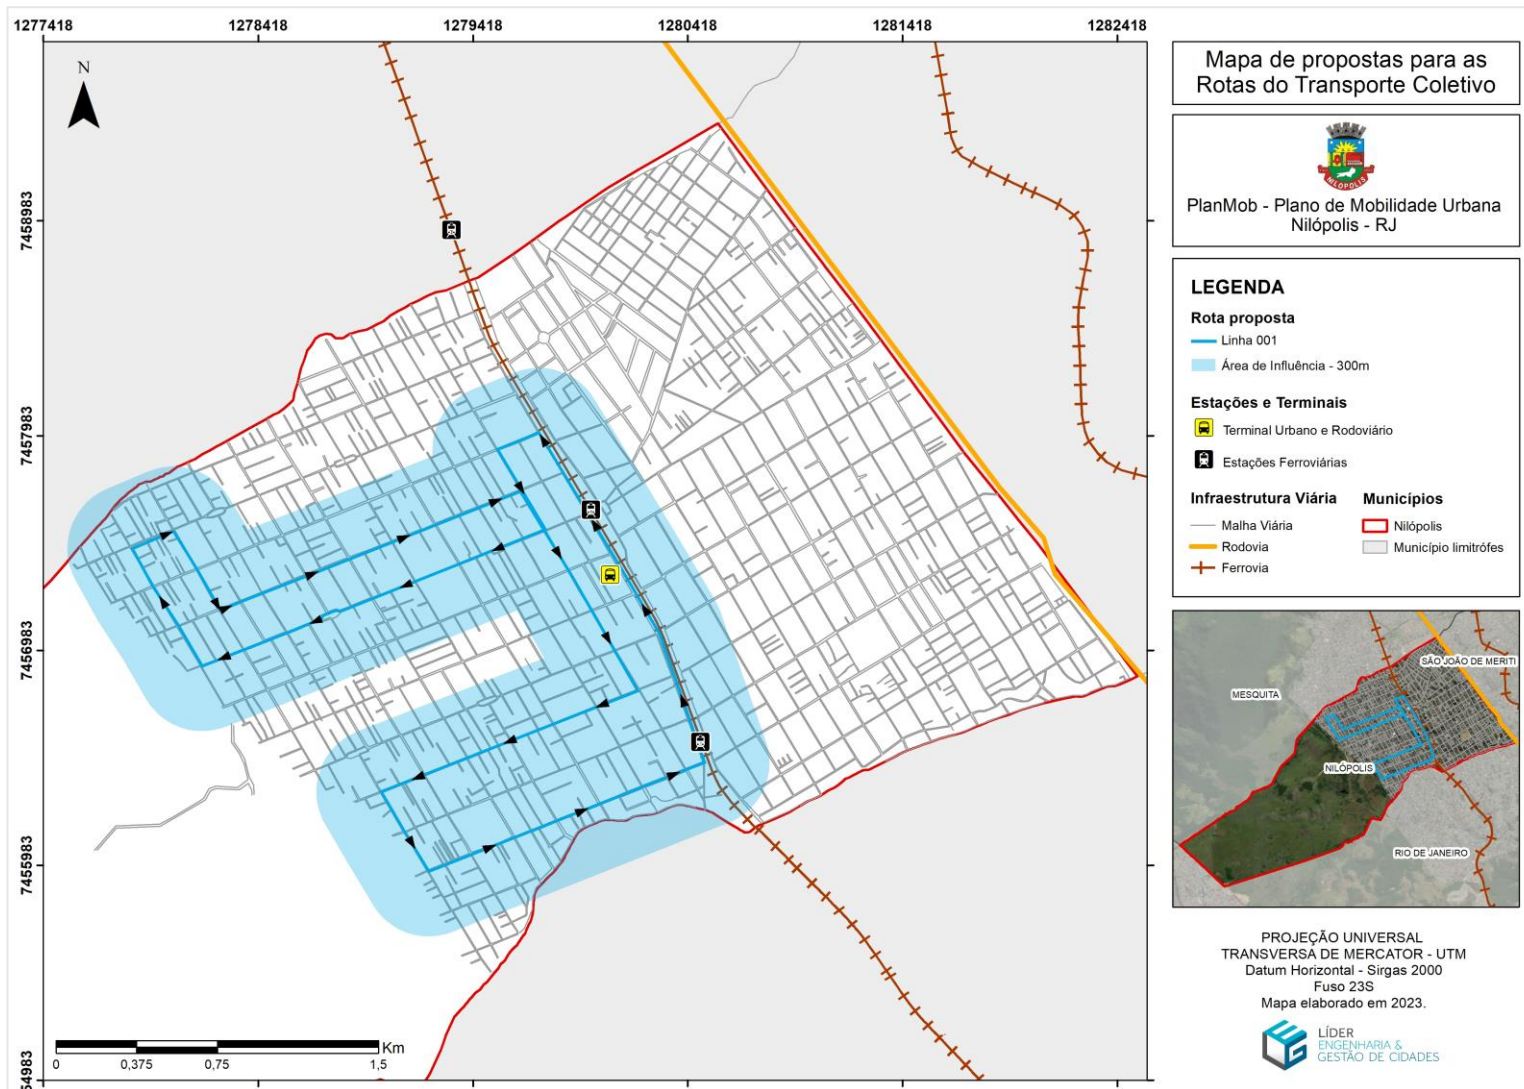 1277418 1278418 1279418 1280418 1281418 1282418
N
7458983
7457983
7456983
7455983
54983
0 0,375 0,75 1,5 Km
Mapa de propostas para as
Rotas do Transporte Coletivo
NILÓPOLIS
PlanMob - Plano de Mobilidade Urbana
Nilópolis - RJ
LEGENDA
Rota proposta
Linha 001
Área de Influência - 300m
Estações e Terminais
Terminal Urbano e Rodoviário
Estações Ferroviárias
Infraestrutura Viária
Malha Viária
Rodovia
Ferrovia
Municípios
Nilópolis
Município limitrófes
SÃO JOÃO DE MERITI
MESQUITA
NILÓPOLIS
RIO DE JANEIRO
PROJEÇÃO UNIVERSAL
TRANSVERSA DE MERCATOR - UTM
Datum Horizontal - Sirgas 2000
Fuso 23S
Mapa elaborado em 2023.
LÍDER
ENGENHARIA &
GESTÃO DE CIDADES